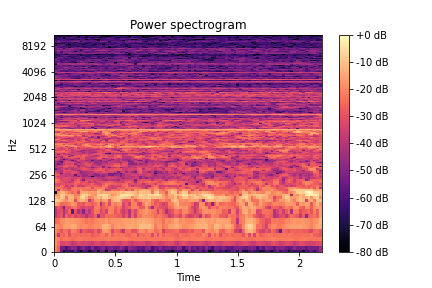 Power spectrogram
Hz
8192
4096
2048
1024
512
256
128
64
0
0 0.5 1 1.5 2
Time
+0 dB
-10 dB
-20 dB
-30 dB
-40 dB
-50 dB
-60 dB
-70 dB
-80 dB